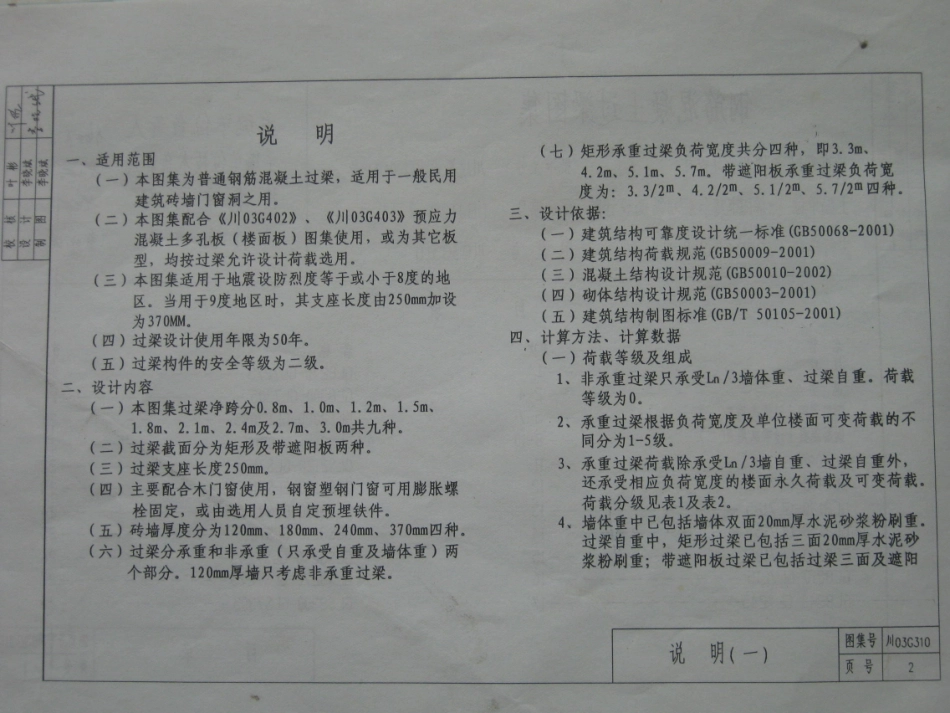 说 明
一、适用范围
(一)本图集为普通钢筋混凝土过梁，适用于一般民用
建筑砖墙门窗洞之用。
(二)本图集配合《川03G402》、《川03G403》预应力
混凝土多孔板(楼面板)图集使用，或为其它板
型，均按过梁允许设计荷载选用。
(三)本图集适用于地震设防烈度等于或小于8度的地
区。当用于9度地区时，其支座长度由250mm加设
为370MM。
(四)过梁设计使用年限为50年。
(五)过梁构件的安全等级为二级。
二、设计内容
(一)本图集过梁净跨分0.8m、1.0m、1.2m、1.5m、
1.8m、2.1m、2.4m及2.7m、3.0m共九种。
(二)过梁截面分为矩形及带遮阳板两种。
(三)过梁支座长度250mm。
(四)主要配合木门窗使用，钢窗塑钢门窗可用膨胀螺
栓固定，或由选用人员自定预埋铁件。
(五)砖墙厚度分为120mm、180mm、240mm、370mm四种。
(六)过梁分承重和非承重(只承受自重及墙体重)两
个部分。120mm厚墙只考虑非承重过梁。
(七)矩形承重过梁负荷宽度共分四种，即3.3m、
4.2m、5.1m、5.7m。带遮阳板承重过梁负荷宽
度为：3.3/2m、4.2/2m、5.1/2m、5.7/2m四种。
三、设计依据：
(一)建筑结构可靠度设计统一标准(GB50068-2001)
(二)建筑结构荷载规范(GB50009-2001)
(三)混凝土结构设计规范(GB50010-2002)
(四)砌体结构设计规范(GB50003-2001)
(五)建筑结构制图标准(GB/T 50105-2001)
四、计算方法、计算数据
(一)荷载等级及组成
1、非承重过梁只承受Ln/3墙体重、过梁自重。荷载
等级为0。
2、承重过梁根据负荷宽度及单位楼面可变荷载的不
同分为1-5级。
3、承重过梁荷载除承受Ln/3墙自重、过梁自重外，
还承受相应负荷宽度的楼面永久荷载及可变荷载。
荷载分级见表1及表2。
4、墙体重中已包括墙体双面20mm厚水泥砂浆粉刷重。
过梁自重中，矩形过梁已包括三面20mm厚水泥砂
浆粉刷重；带遮阳板过梁已包括过梁三面及遮阳
说 明(一)
图集号 川03G310
页 号 2
校 核 叶 彬
设 计 李晓斌
制 图 李晓斌